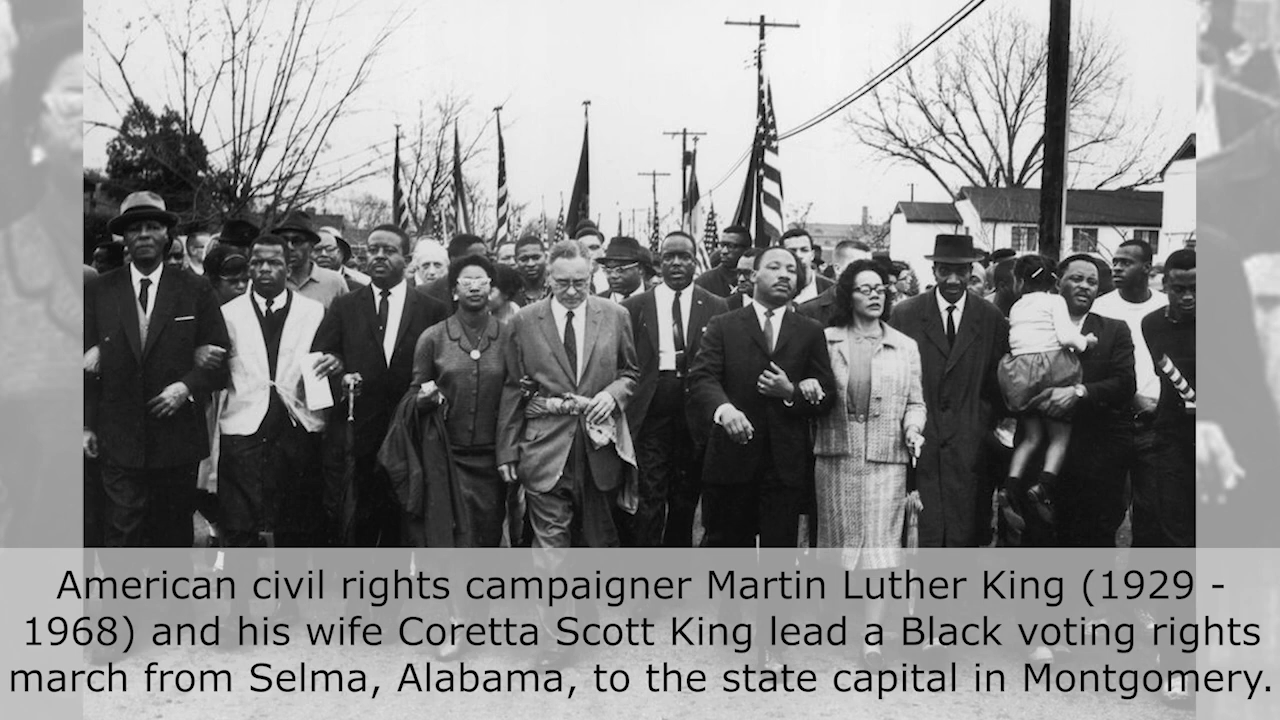 American civil rights campaigner Martin Luther King (1929 -
1968) and his wife Coretta Scott King lead a Black voting rights
march from Selma, Alabama, to the state capital in Montgomery.